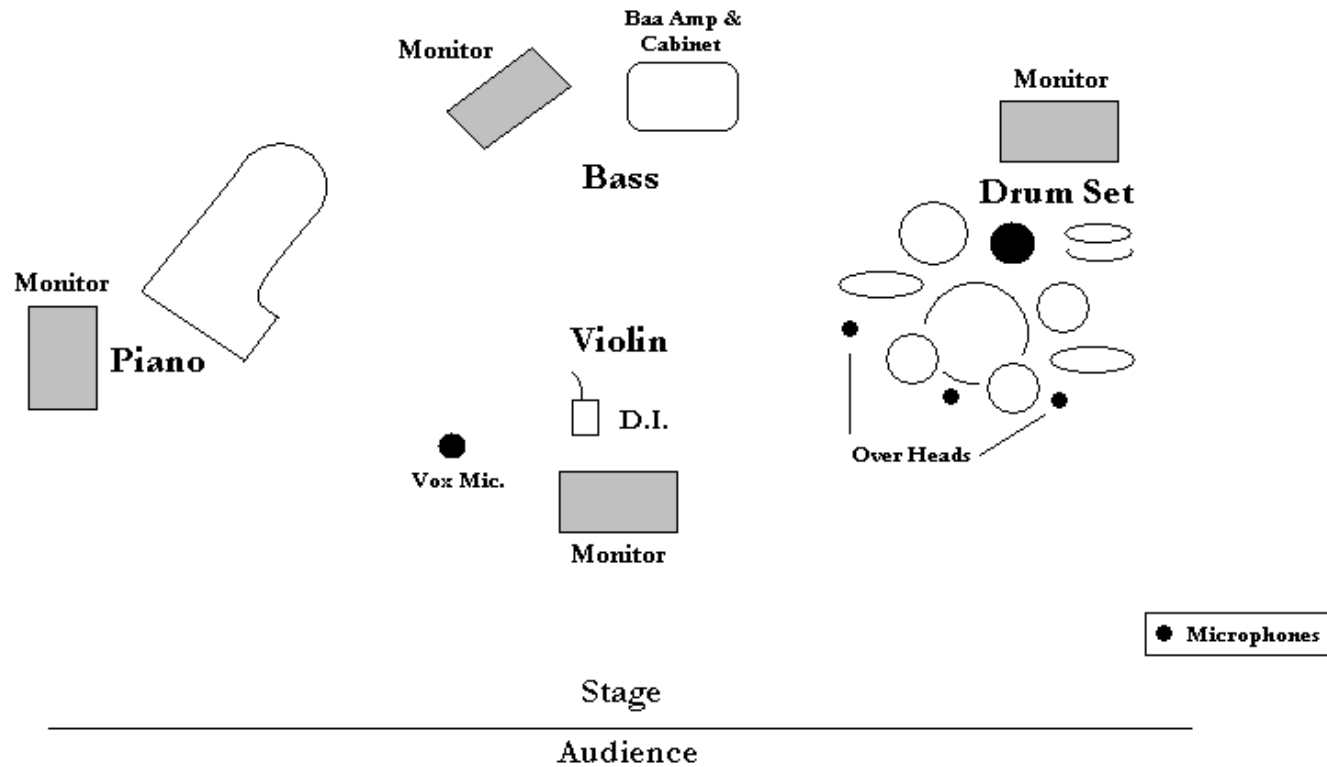 Baa Amp &
Cabinet
Monitor
Monitor
Bass
Drum Set
Monitor
Piano
Violin
D.I.
Over Heads
Vox Mic.
Monitor
Microphones
Stage
Audience